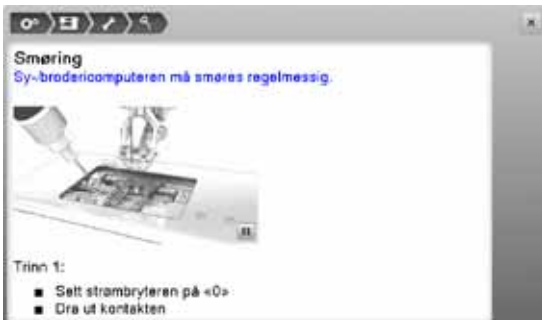 Smøring
Sy-/brodericomputeren må smøres regelmessig.
Trinn 1:
■ Sett strømbryteren på «0»
■ Dra ut kontakten